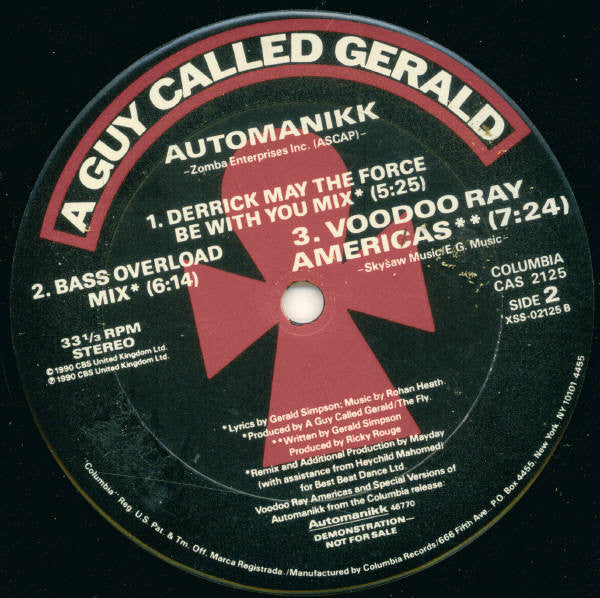 A GUY CALLED GERALD
AUTOMANIKK
-Zomba Enterprises Inc. (ASCAP)-
1. DERRICK MAY THE FORCE
BE WITH YOU MIX* (5:25)
2. BASS OVERLOAD
MIX* (6:14)
3. VOODOO RAY
AMERICAS** (7:24)
-Skysaw Music/E.G. Music-
33 1/3 RPM
STEREO
©1990 CBS United Kingdom Ltd.
℗1990 CBS United Kingdom Ltd.
COLUMBIA
CAS 2125
SIDE 2
XSS-02125 B
*Lyrics by Gerald Simpson; Music by Rohan Heath.
*Produced by A Guy Called Gerald/The Fly.
**Written by Gerald Simpson
Produced by Ricky Rouge
*Remix and Additional Production by Mayday
(with assistance from Heychild Mahomed)
for Best Beat Dance Ltd.
Voodoo Ray Americas and Special Versions of
Automanikk from the Columbia release:
Automanikk 46770
DEMONSTRATION—
NOT FOR SALE
"Columbia" Reg. U.S. Pat. & Tm. Off. Marca Registrada./Manufactured by Columbia Records/666 Fifth Ave., P.O. Box 4455, New York, NY 10101-4455